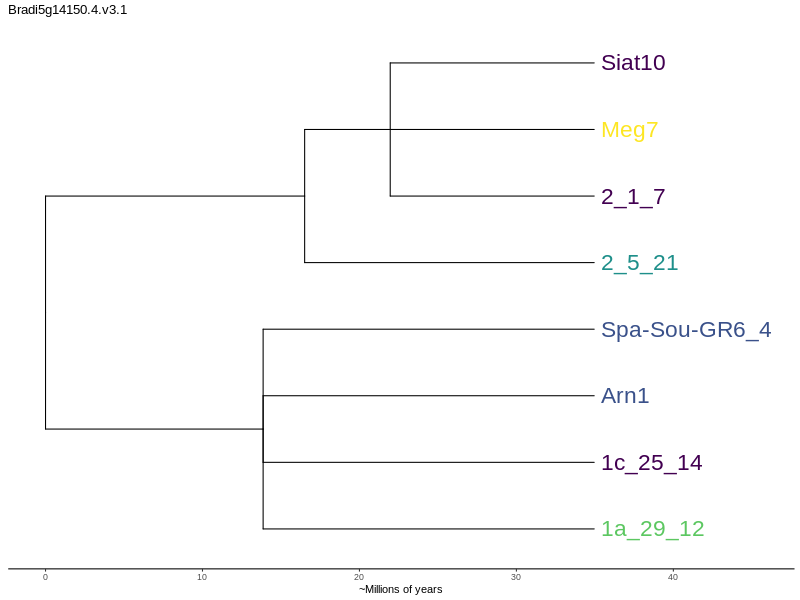 Bradi5g14150.4.v3.1
Siat10
Meg7
2_1_7
2_5_21
Spa-Sou-GR6_4
Arn1
1c_25_14
1a_29_12
0 10 20 30 40
~Millions of years